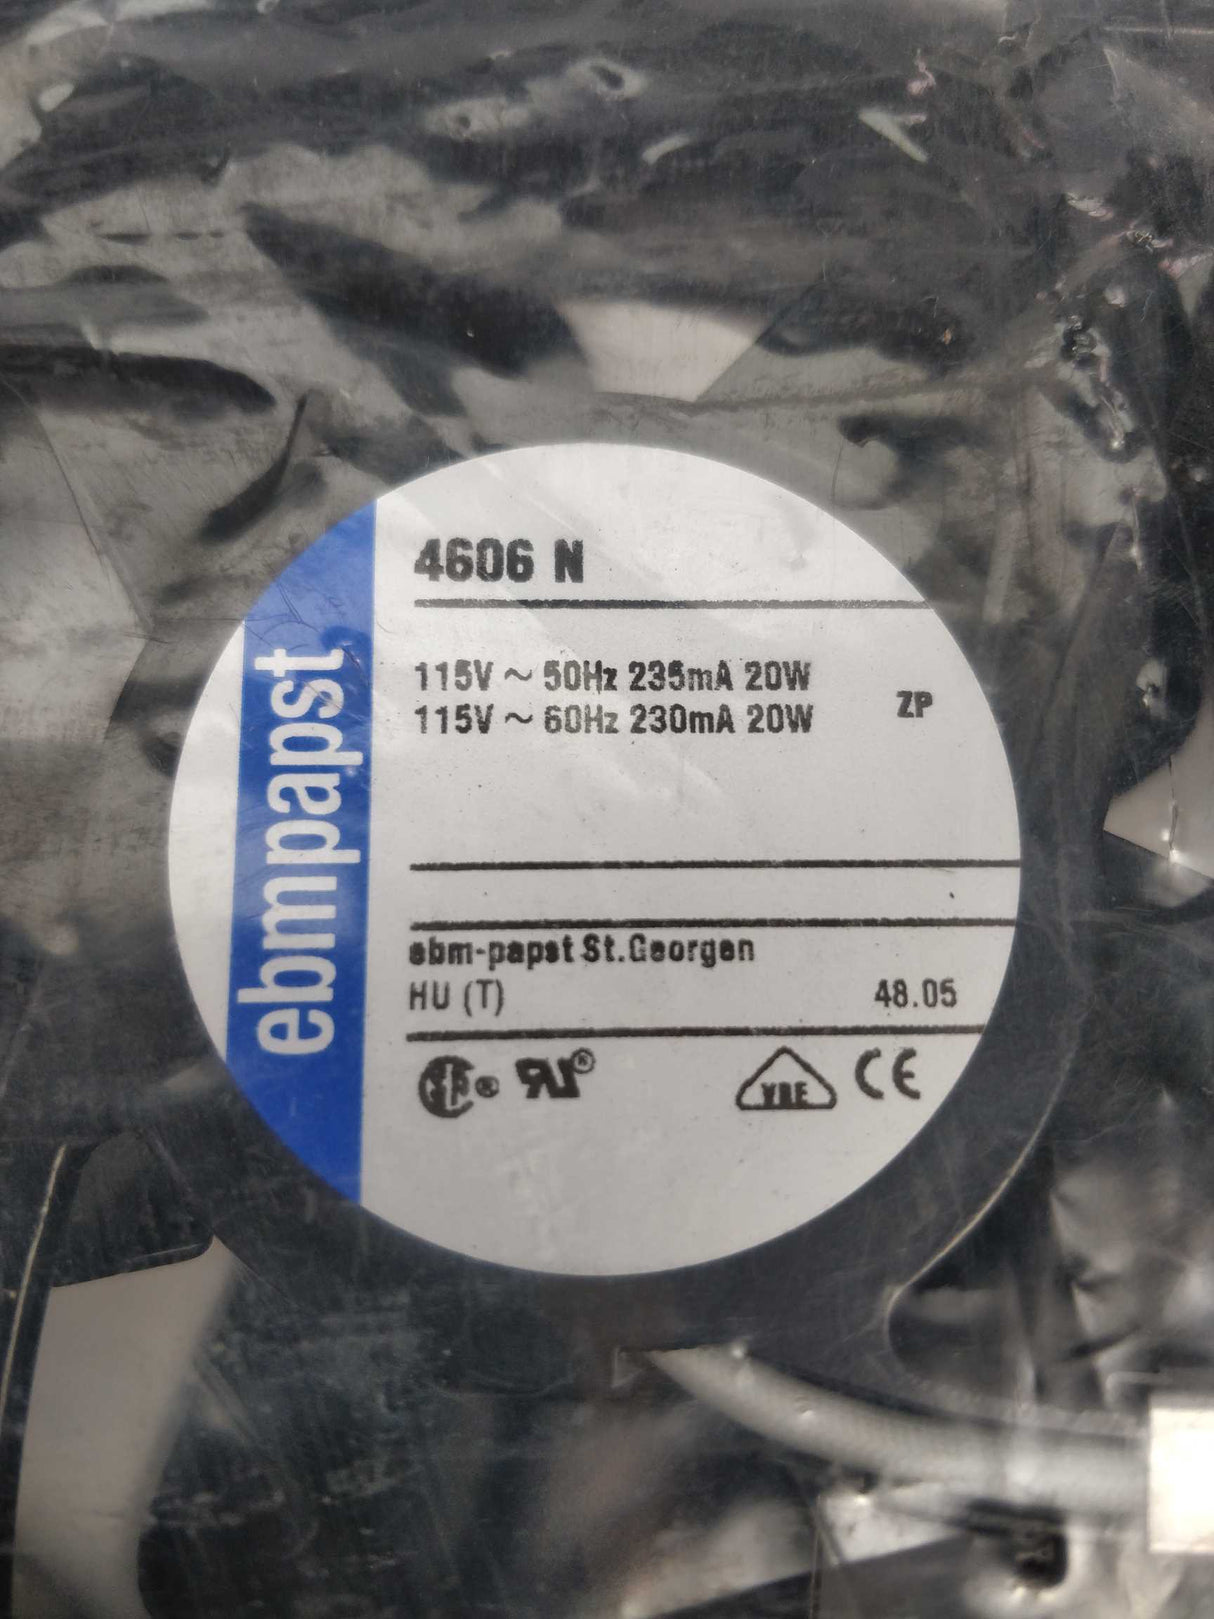 ebmpapst
4606 N
115V ~ 50Hz 235mA 20W
115V ~ 60Hz 230mA 20W
ZP
ebm-papst St.Georgen
HU (T) 48.05
® ®
VDE CE